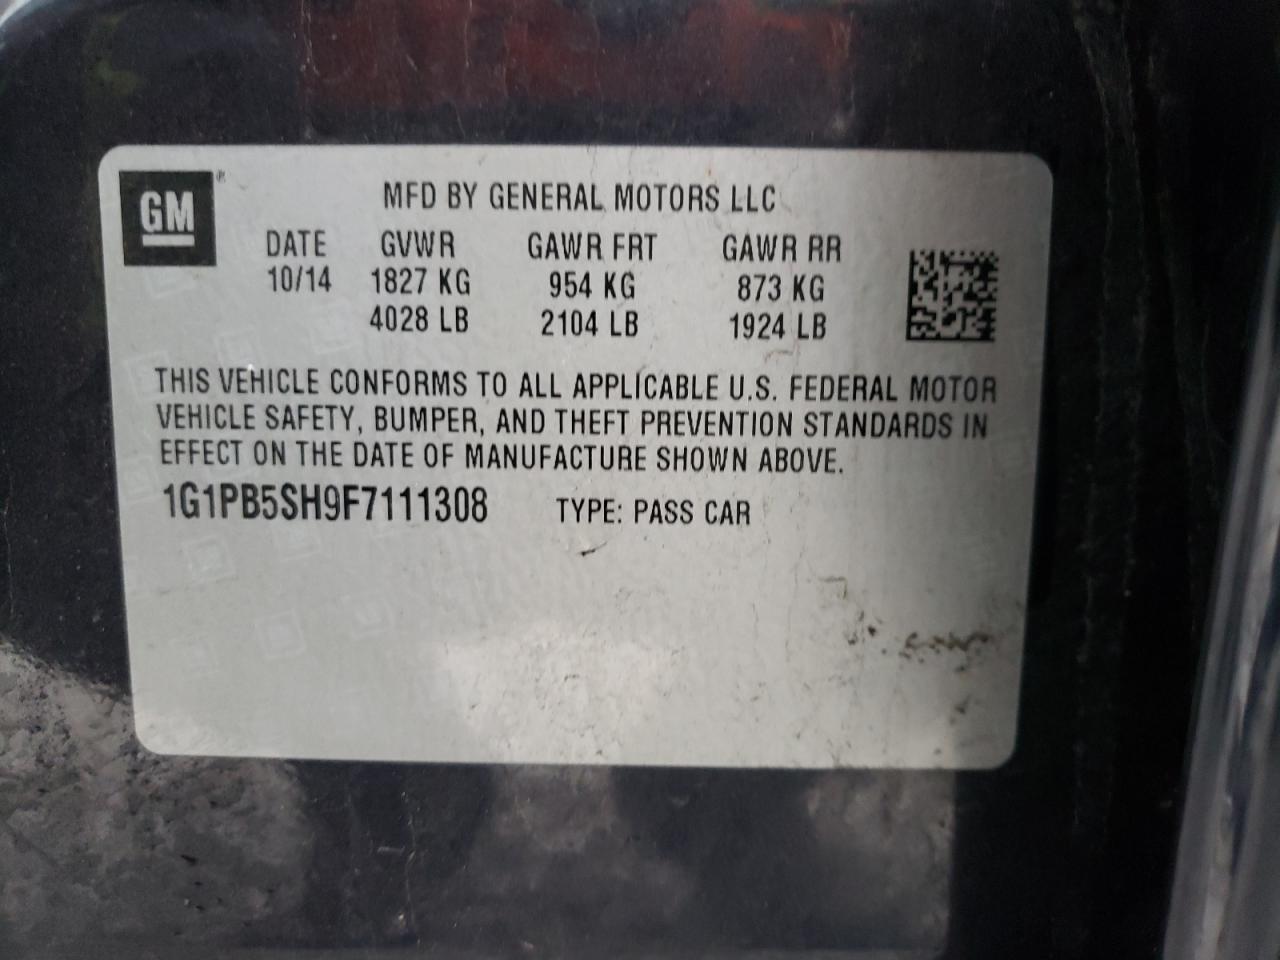 GM®
MFD BY GENERAL MOTORS LLC
DATE GVWR GAWR FRT GAWR RR
10/14 1827 KG 954 KG 873 KG
4028 LB 2104 LB 1924 LB
THIS VEHICLE CONFORMS TO ALL APPLICABLE U.S. FEDERAL MOTOR
VEHICLE SAFETY, BUMPER, AND THEFT PREVENTION STANDARDS IN
EFFECT ON THE DATE OF MANUFACTURE SHOWN ABOVE.
1G1PB5SH9F7111308 TYPE: PASS CAR